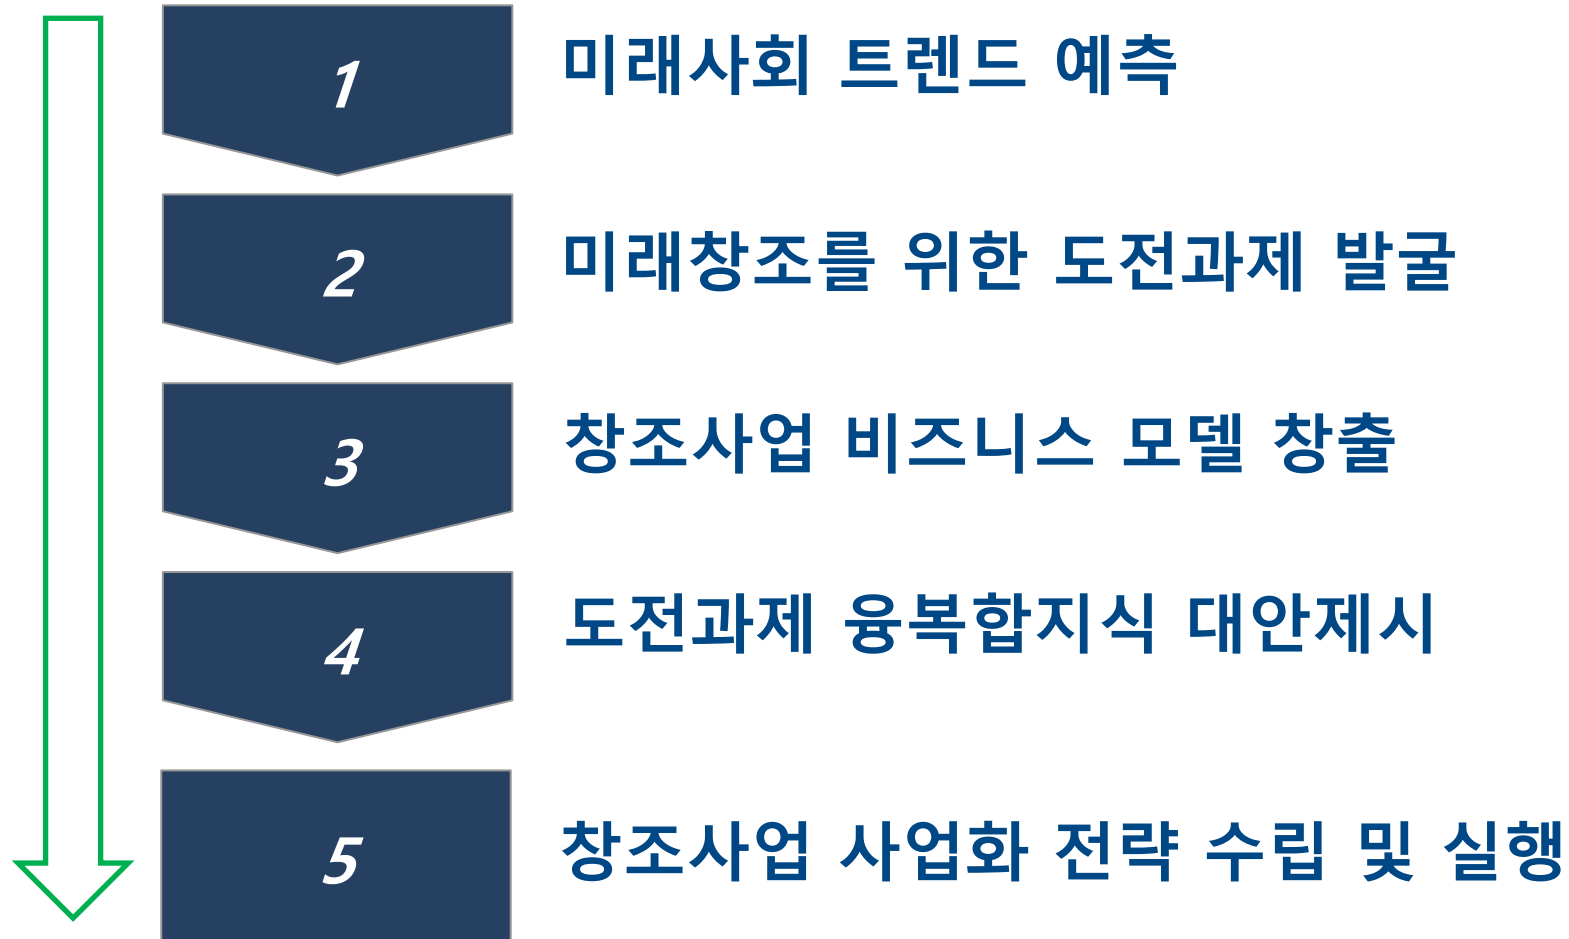 1
미래사회 트렌드 예측
2
미래창조를 위한 도전과제 발굴
3
창조사업 비즈니스 모델 창출
4
도전과제 융복합지식 대안제시
5
창조사업 사업화 전략 수립 및 실행